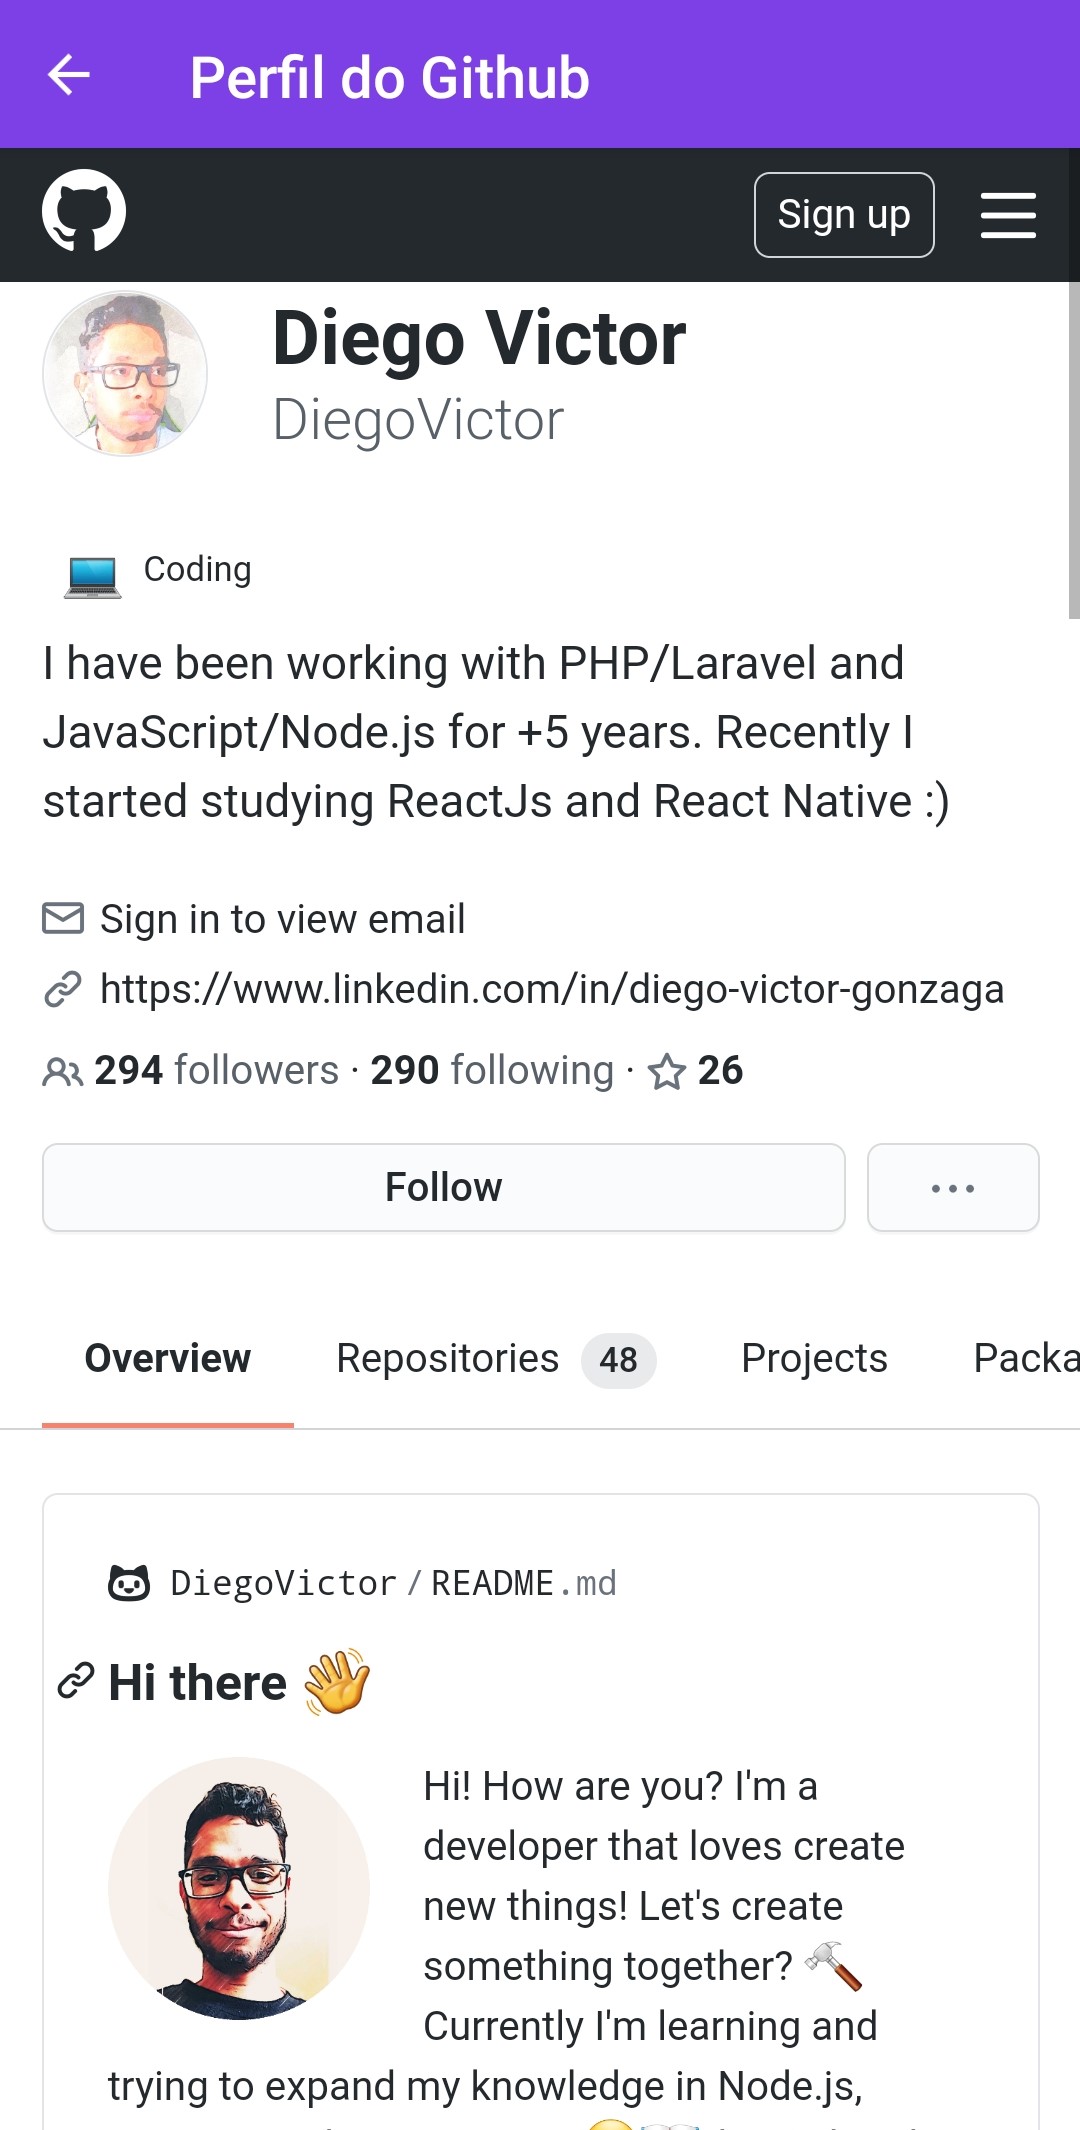 Perfil do Github
Sign up
Diego Victor
DiegoVictor
Coding
I have been working with PHP/Laravel and
JavaScript/Node.js for +5 years. Recently I
started studying ReactJs and React Native :)
Sign in to view email
https://www.linkedin.com/in/diego-victor-gonzaga
294 followers · 290 following · 26
Follow
Overview Repositories 48 Projects Packa
DiegoVictor / README.md
Hi there 👋
Hi! How are you? I'm a
developer that loves create
new things! Let's create
something together? 🔨
Currently I'm learning and
trying to expand my knowledge in Node.js,